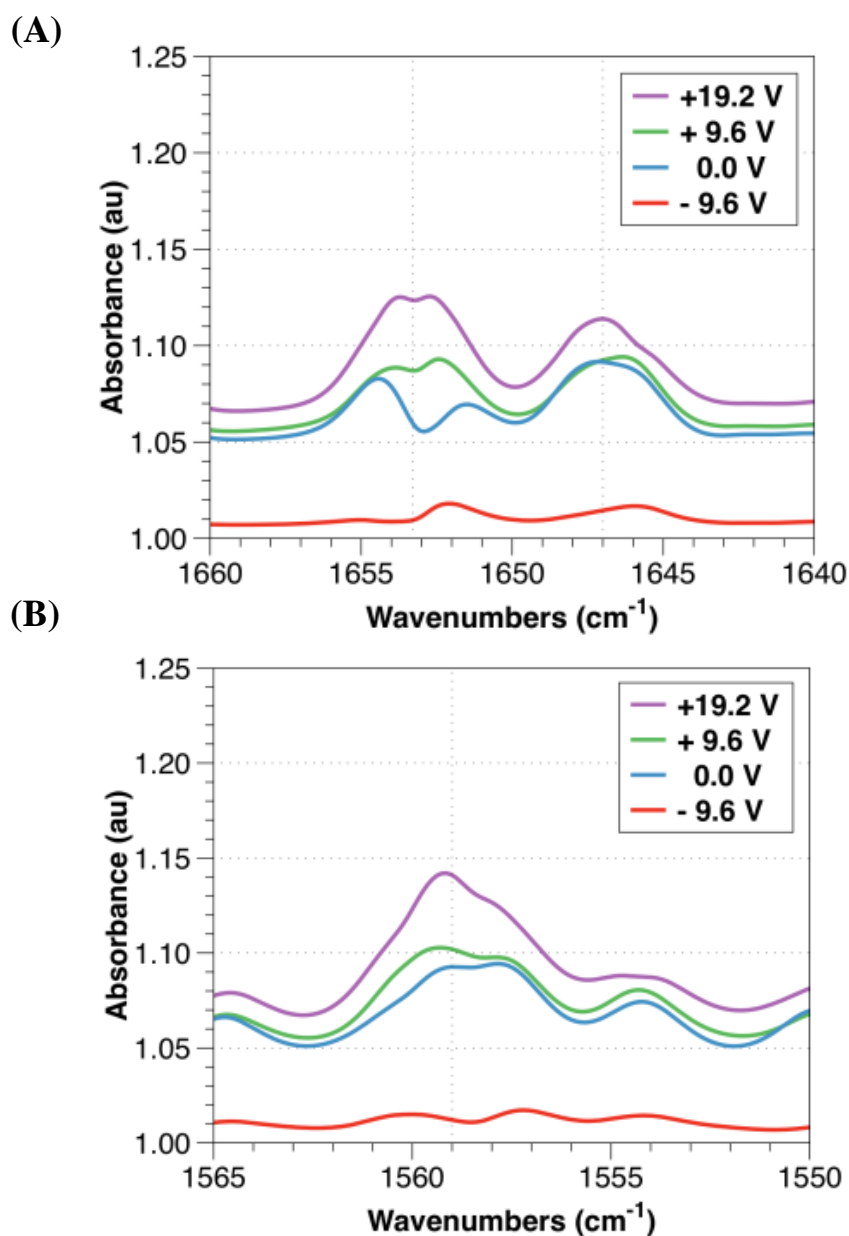 (A)
1.25
1.20
1.15
1.10
1.05
1.00
Absorbance (au)
+19.2 V
+ 9.6 V
0.0 V
- 9.6 V
1660
1655
1650
1645
1640
Wavenumbers (cm⁻¹)
(B)
1.25
1.20
1.15
1.10
1.05
1.00
Absorbance (au)
+19.2 V
+ 9.6 V
0.0 V
- 9.6 V
1565
1560
1555
1550
Wavenumbers (cm⁻¹)